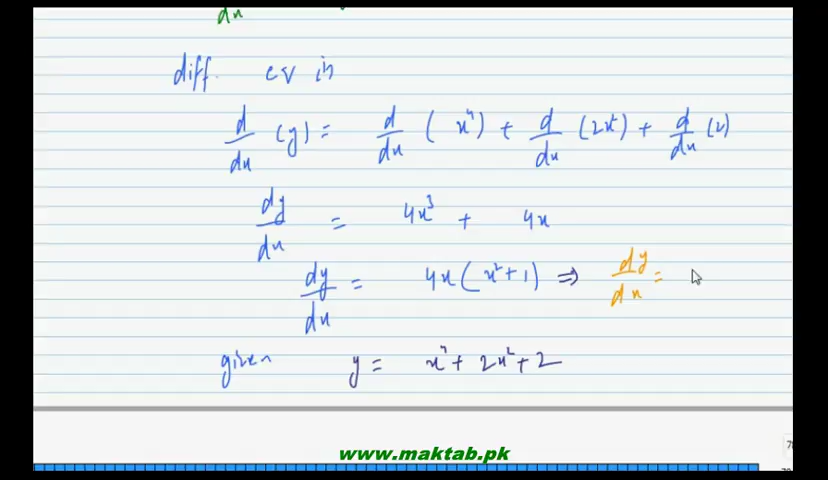 dx
diff. ev in
d/dx (y) = d/dx (x⁴) + d/dx (2x²) + d/dx (2)
dy/dx = 4x³ + 4x
dy/dx = 4x(x²+1) ⇒ dy/dx =
given y = x⁴ + 2x² + 2
www.maktab.pk